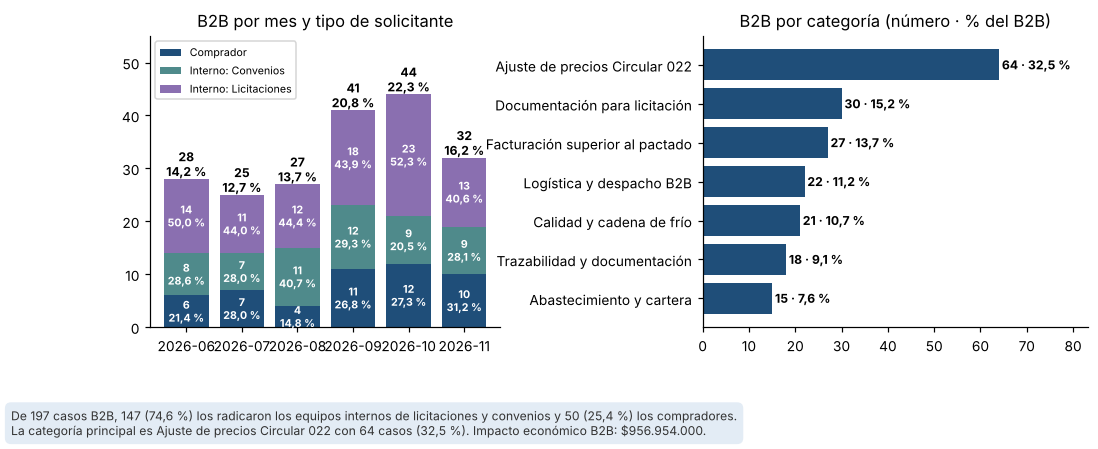 B2B por mes y tipo de solicitante
Comprador
Interno: Convenios
Interno: Licitaciones
50
40
30
20
10
0
28
14,2 %
14
50,0 %
8
28,6 %
6
21,4 %
25
12,7 %
11
44,0 %
7
28,0 %
7
28,0 %
27
13,7 %
12
44,4 %
11
40,7 %
4
14,8 %
41
20,8 %
18
43,9 %
12
29,3 %
11
26,8 %
44
22,3 %
23
52,3 %
9
20,5 %
12
27,3 %
32
16,2 %
13
40,6 %
9
28,1 %
10
31,2 %
2026-06
2026-07
2026-08
2026-09
2026-10
2026-11
B2B por categoría (número · % del B2B)
Ajuste de precios Circular 022
64 · 32,5 %
Documentación para licitación
30 · 15,2 %
Facturación superior al pactado
27 · 13,7 %
Logística y despacho B2B
22 · 11,2 %
Calidad y cadena de frío
21 · 10,7 %
Trazabilidad y documentación
18 · 9,1 %
Abastecimiento y cartera
15 · 7,6 %
0 10 20 30 40 50 60 70 80
De 197 casos B2B, 147 (74,6 %) los radicaron los equipos internos de licitaciones y convenios y 50 (25,4 %) los compradores.
La categoría principal es Ajuste de precios Circular 022 con 64 casos (32,5 %). Impacto económico B2B: $956.954.000.